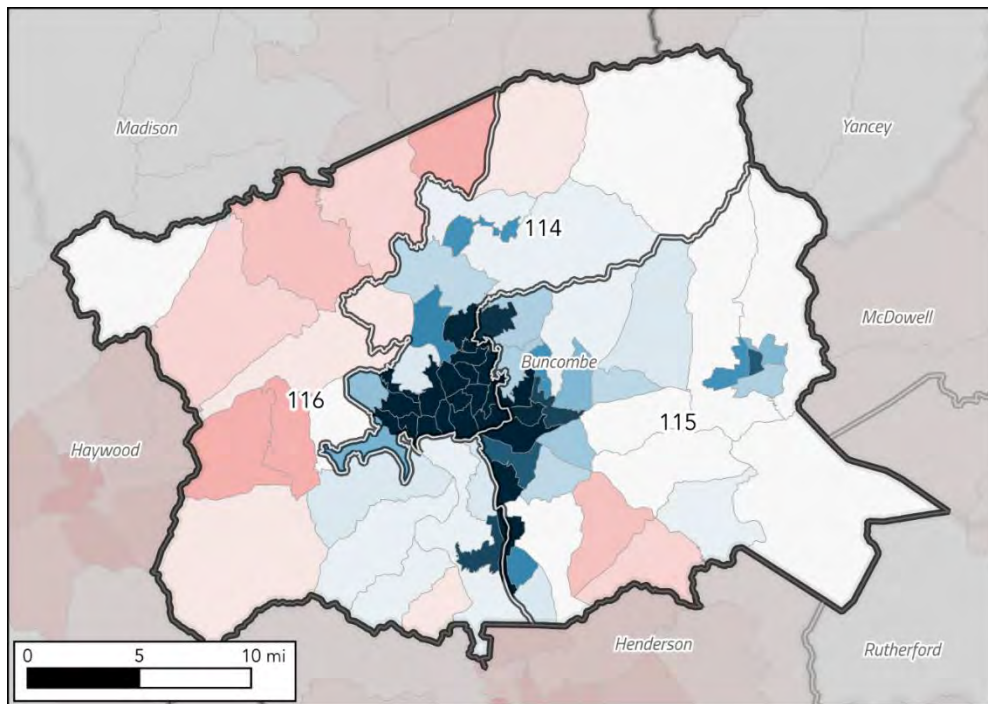 Madison
Yancey
114
McDowell
Buncombe
116
115
Haywood
Henderson
Rutherford
0 5 10 mi